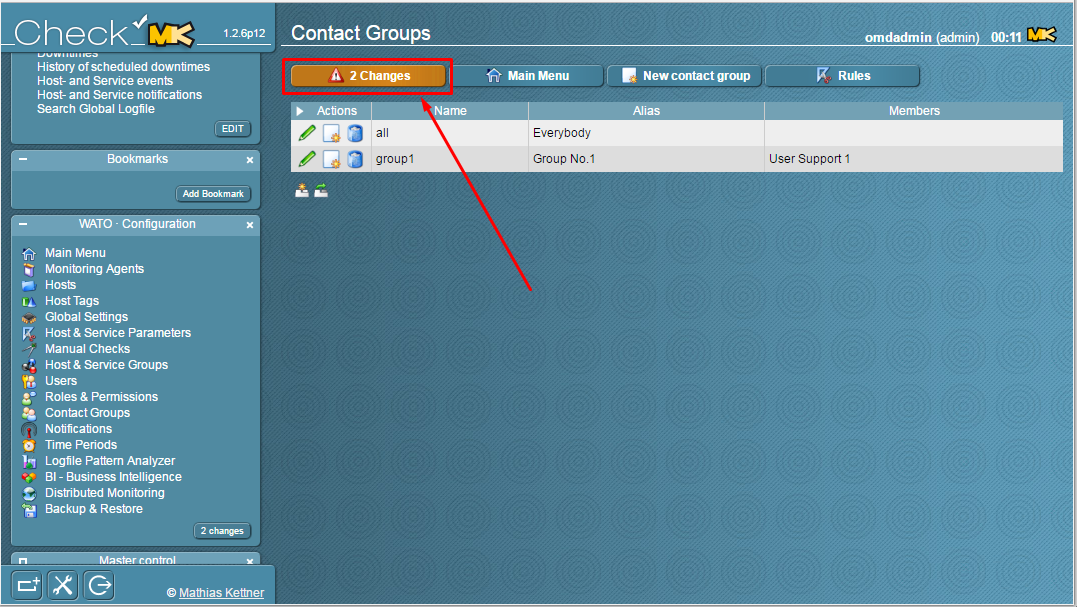 Check MK 1.2.6p12
Downtimes
History of scheduled downtimes
Host- and Service events
Host- and Service notifications
Search Global Logfile
EDIT
Bookmarks
Add Bookmark
WATO · Configuration
Main Menu
Monitoring Agents
Hosts
Host Tags
Global Settings
Host & Service Parameters
Manual Checks
Host & Service Groups
Users
Roles & Permissions
Contact Groups
Notifications
Time Periods
Logfile Pattern Analyzer
BI - Business Intelligence
Distributed Monitoring
Backup & Restore
2 changes
Master control
© Mathias Kettner
Contact Groups
omdadmin (admin) 00:11 MK
2 Changes Main Menu New contact group Rules
Actions Name Alias Members
all Everybody
group1 Group No.1 User Support 1